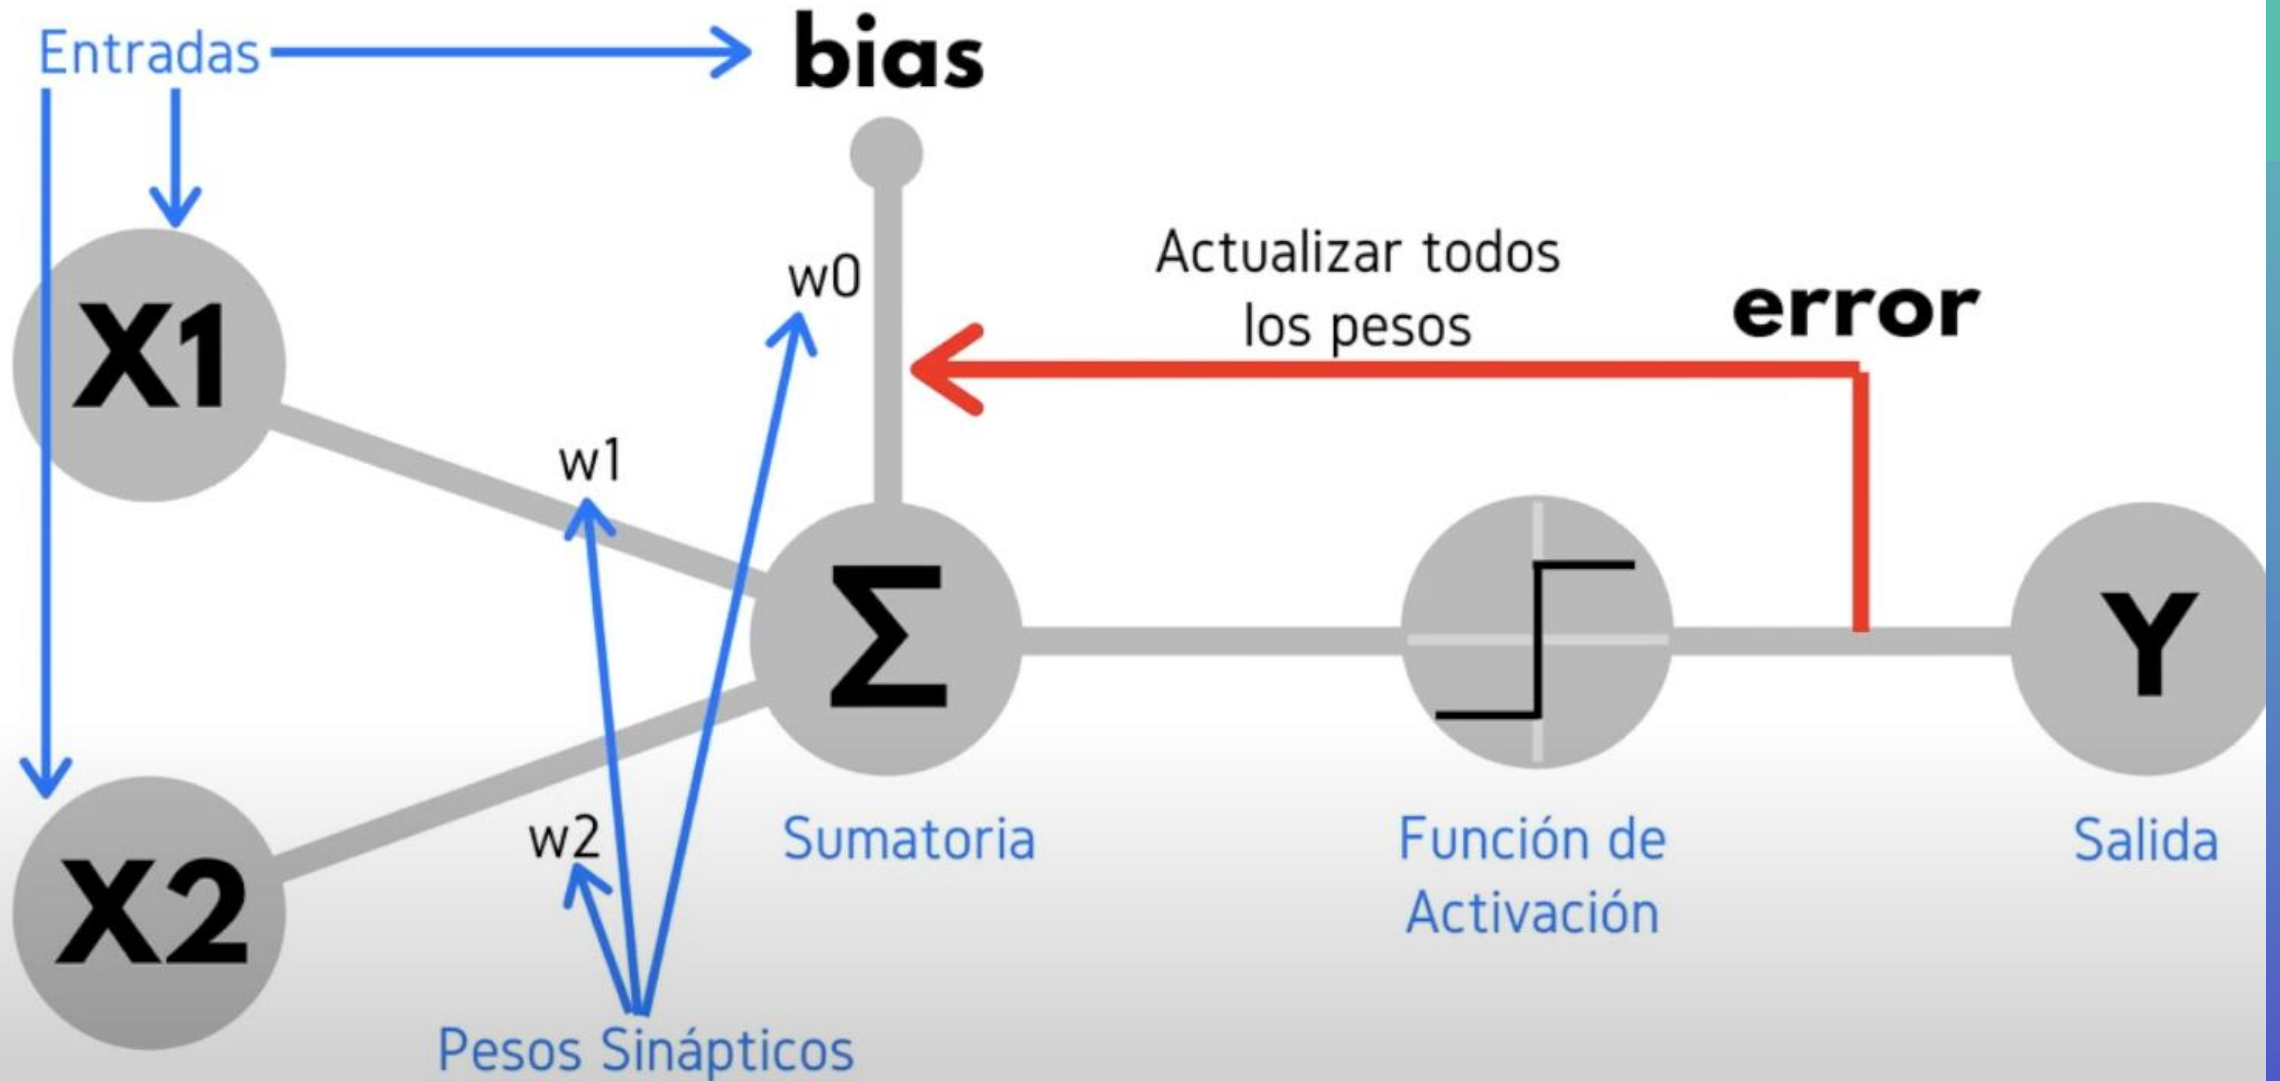 Entradas
bias
w0
Actualizar todos
los pesos
error
X1
w1
Σ
Y
w2
Sumatoria
Función de
Activación
Salida
X2
Pesos Sinápticos